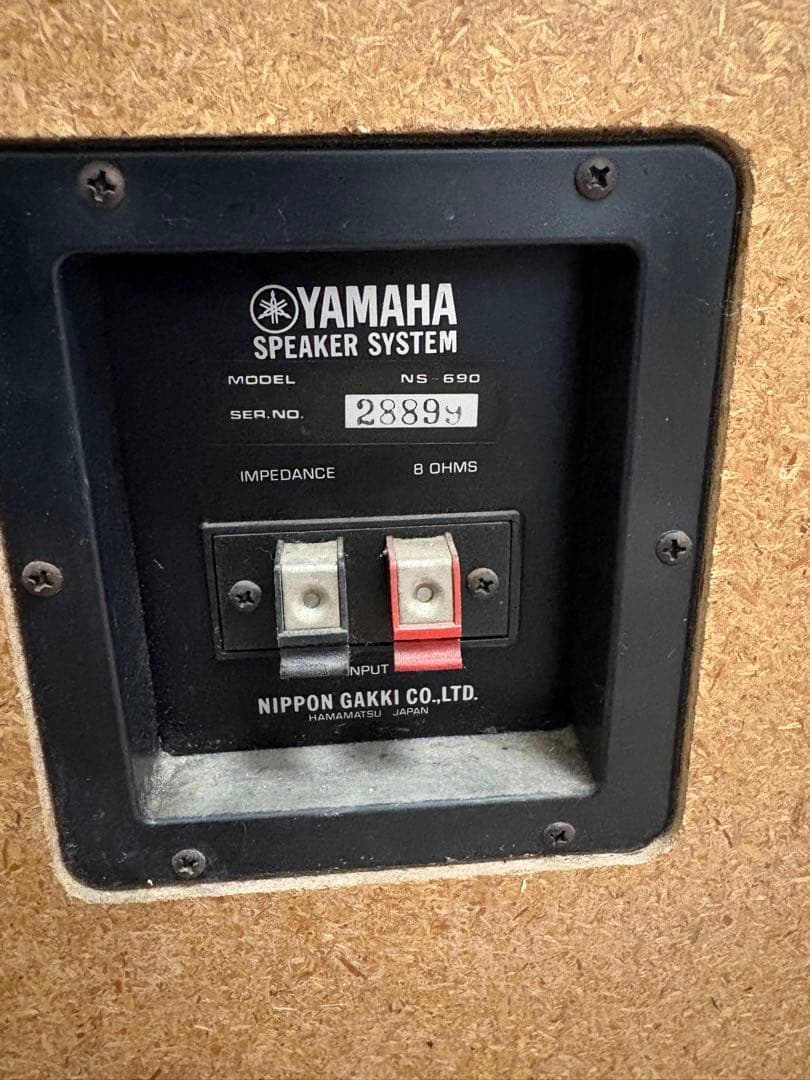 YAMAHA
SPEAKER SYSTEM
MODEL NS-690
SER.NO. 28899
IMPEDANCE 8 OHMS
INPUT
NIPPON GAKKI CO.,LTD.
HAMAMATSU JAPAN